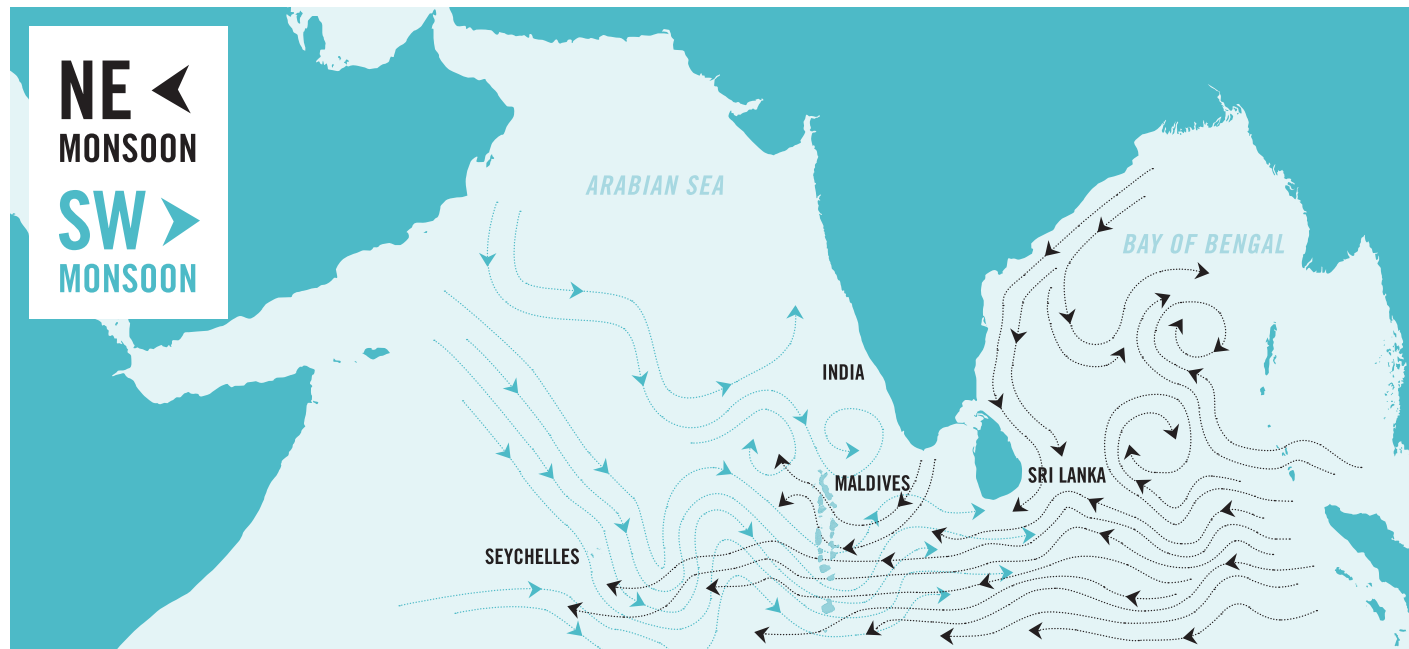 NE
MONSOON
SW
MONSOON
ARABIAN SEA
BAY OF BENGAL
INDIA
MALDIVES
SRI LANKA
SEYCHELLES